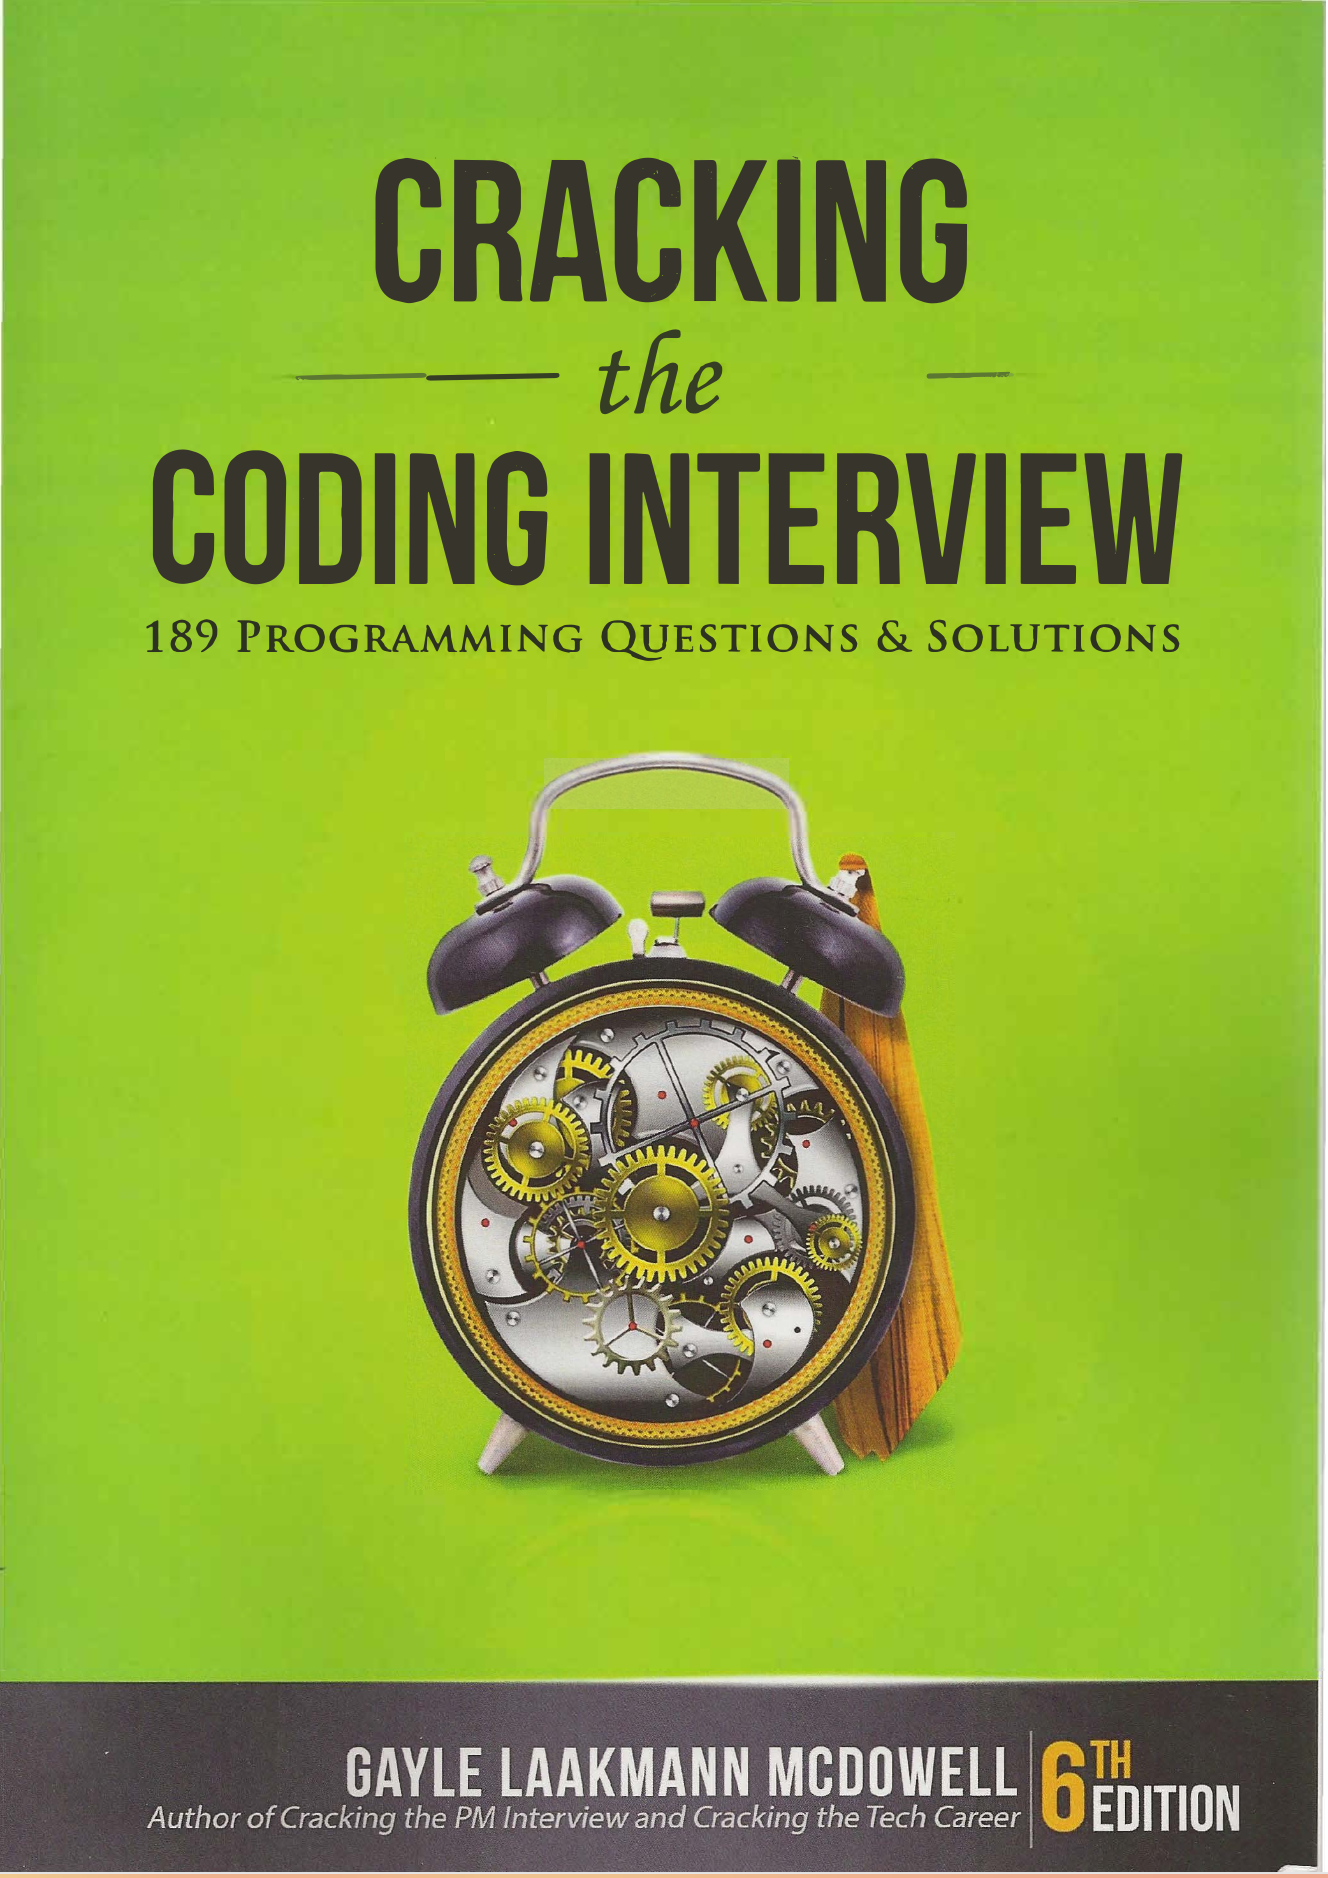 CRACKING
the
CODING INTERVIEW
189 PROGRAMMING QUESTIONS & SOLUTIONS
GAYLE LAAKMANN MCDOWELL
Author of Cracking the PM Interview and Cracking the Tech Career
6TH
EDITION